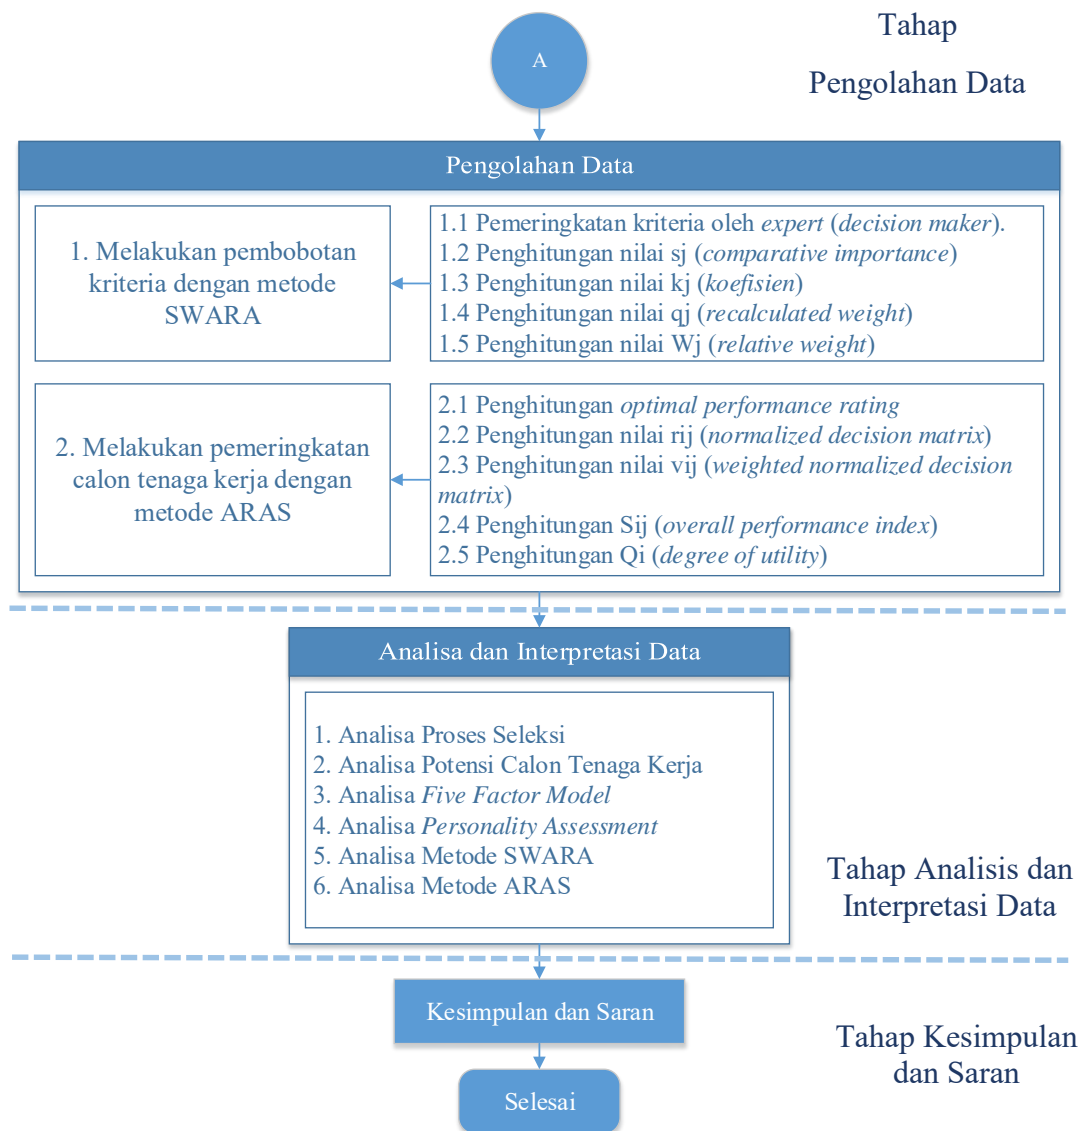 Tahap
Pengolahan Data
A
Pengolahan Data
1. Melakukan pembobotan
kriteria dengan metode
SWARA
1.1 Pemeringkatan kriteria oleh expert (decision maker).
1.2 Penghitungan nilai sj (comparative importance)
1.3 Penghitungan nilai kj (koefisien)
1.4 Penghitungan nilai qj (recalculated weight)
1.5 Penghitungan nilai Wj (relative weight)
2. Melakukan pemeringkatan
calon tenaga kerja dengan
metode ARAS
2.1 Penghitungan optimal performance rating
2.2 Penghitungan nilai rij (normalized decision matrix)
2.3 Penghitungan nilai vij (weighted normalized decision
matrix)
2.4 Penghitungan Sij (overall performance index)
2.5 Penghitungan Qi (degree of utility)
Analisa dan Interpretasi Data
1. Analisa Proses Seleksi
2. Analisa Potensi Calon Tenaga Kerja
3. Analisa Five Factor Model
4. Analisa Personality Assessment
5. Analisa Metode SWARA
6. Analisa Metode ARAS
Tahap Analisis dan
Interpretasi Data
Kesimpulan dan Saran
Tahap Kesimpulan
dan Saran
Selesai